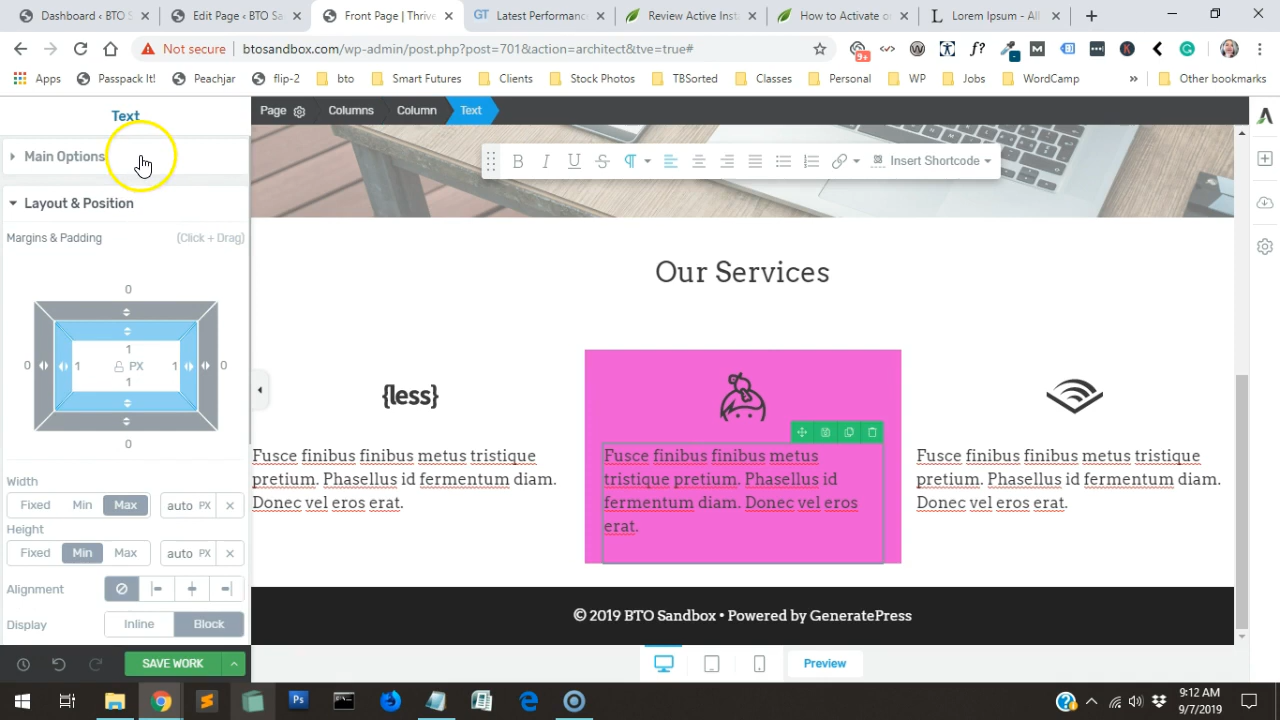 Dashboard ‹ BTO S
Edit Page ‹ BTO San
Front Page | Thrive
GT Latest Performanc
Review Active Inst
How to Activate o
L Lorem Ipsum - All
Not secure | btosandbox.com/wp-admin/post.php?post=701&action=architect&tve=true#
Apps Passpack It! Peachjar flip-2 bto Smart Futures Clients Stock Photos TBSorted Classes Personal WP Jobs WordCamp » Other bookmarks
Text
Page Columns Column Text
Main Options
B I U S Insert Shortcode
Layout & Position
Margins & Padding (Click + Drag)
0
0 1 1 PX 1 0
1
0
Width
Fixed Min Max auto PX
Height
Fixed Min Max auto PX
Alignment
Display Inline Block
SAVE WORK
Our Services
{less}
Fusce finibus finibus metus tristique
pretium. Phasellus id fermentum diam.
Donec vel eros erat.
Fusce finibus finibus metus
tristique pretium. Phasellus id
fermentum diam. Donec vel eros
erat.
Fusce finibus finibus metus tristique
pretium. Phasellus id fermentum diam.
Donec vel eros erat.
© 2019 BTO Sandbox • Powered by GeneratePress
Preview
9:12 AM
9/7/2019